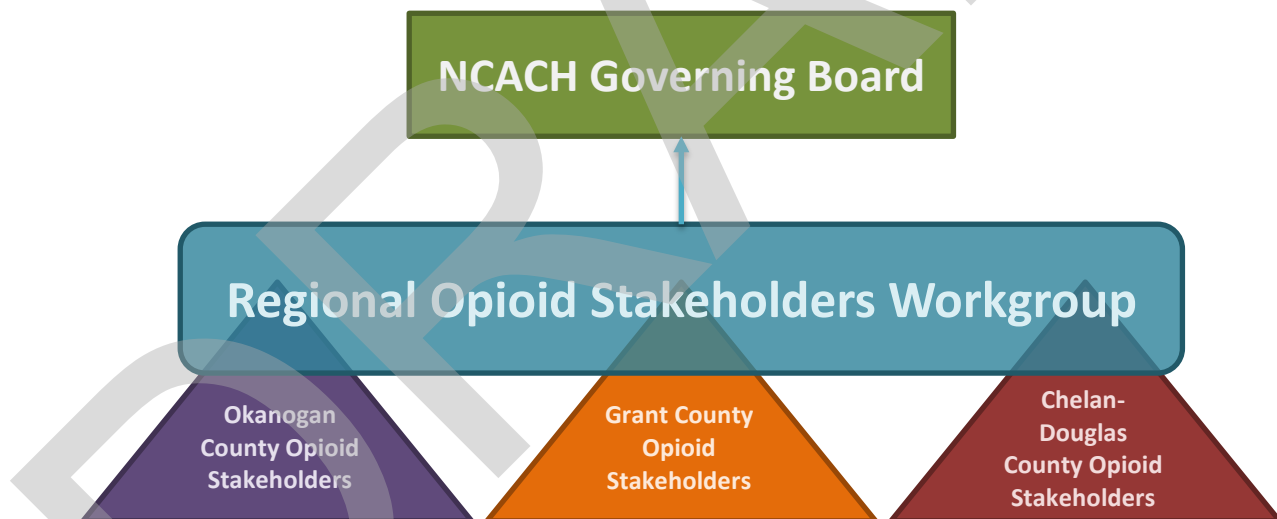 NCACH Governing Board
Regional Opioid Stakeholders Workgroup
Okanogan
County Opioid
Stakeholders
Grant County
Opioid
Stakeholders
Chelan-
Douglas
County Opioid
Stakeholders